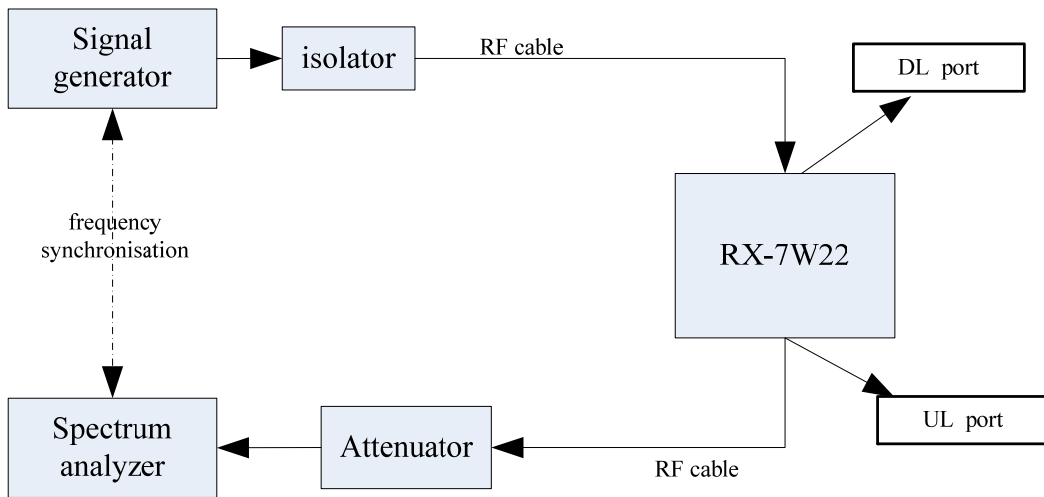 Signal
generator
isolator
RF cable
DL port
frequency
synchronisation
RX-7W22
Spectrum
analyzer
Attenuator
RF cable
UL port